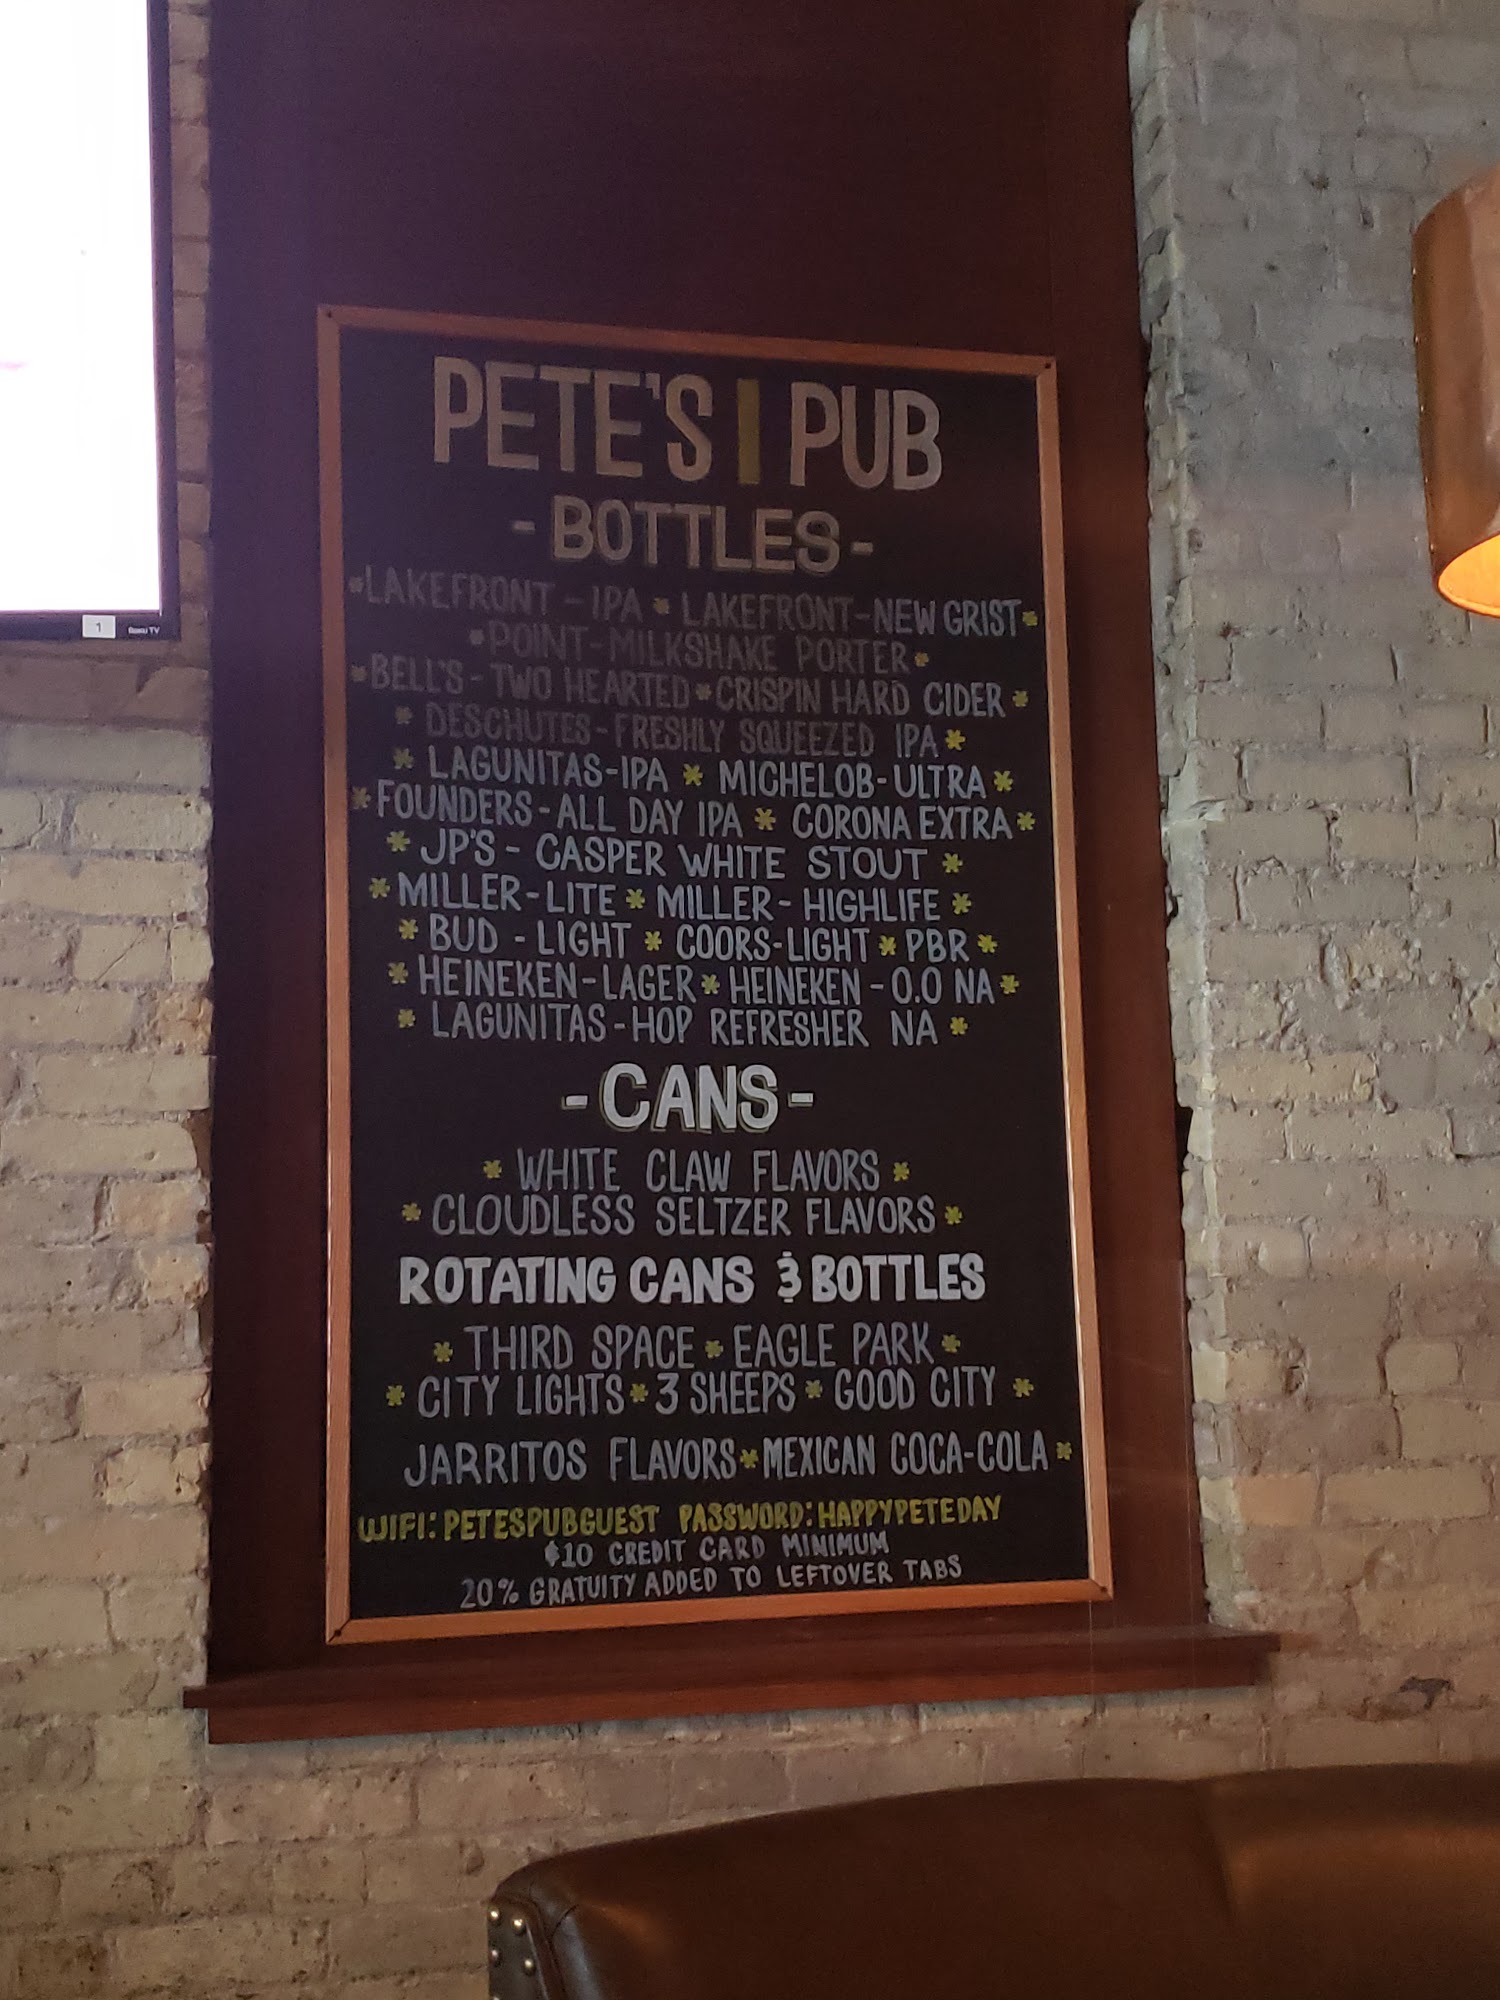 PETE'S | PUB
- BOTTLES -
*LAKEFRONT - IPA * LAKEFRONT-NEW GRIST*
*POINT-MILKSHAKE PORTER*
*BELL'S - TWO HEARTED*CRISPIN HARD CIDER*
* DESCHUTES - FRESHLY SQUEEZED IPA*
* LAGUNITAS-IPA * MICHELOB-ULTRA*
*FOUNDERS - ALL DAY IPA * CORONA EXTRA*
* JP'S - CASPER WHITE STOUT *
*MILLER-LITE * MILLER - HIGHLIFE *
* BUD - LIGHT * COORS-LIGHT * PBR *
* HEINEKEN-LAGER * HEINEKEN - 0.0 NA *
* LAGUNITAS - HOP REFRESHER NA *
- CANS -
* WHITE CLAW FLAVORS *
* CLOUDLESS SELTZER FLAVORS *
ROTATING CANS & BOTTLES
* THIRD SPACE * EAGLE PARK *
* CITY LIGHTS * 3 SHEEPS * GOOD CITY *
JARRITOS FLAVORS * MEXICAN COCA-COLA *
WIFI: PETESPUBGUEST PASSWORD: HAPPYPETEDAY
$10 CREDIT CARD MINIMUM
20% GRATUITY ADDED TO LEFTOVER TABS
1 Roku TV